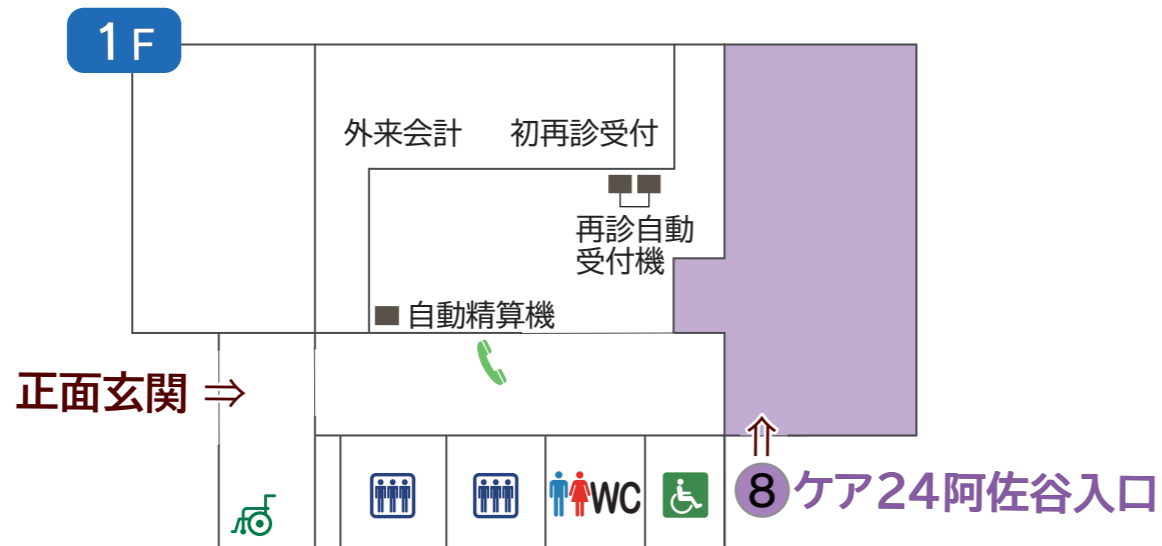 1F
外来会計
初再診受付
再診自動
受付機
自動精算機
正面玄関 ⇒
WC
⑧ケア24阿佐谷入口